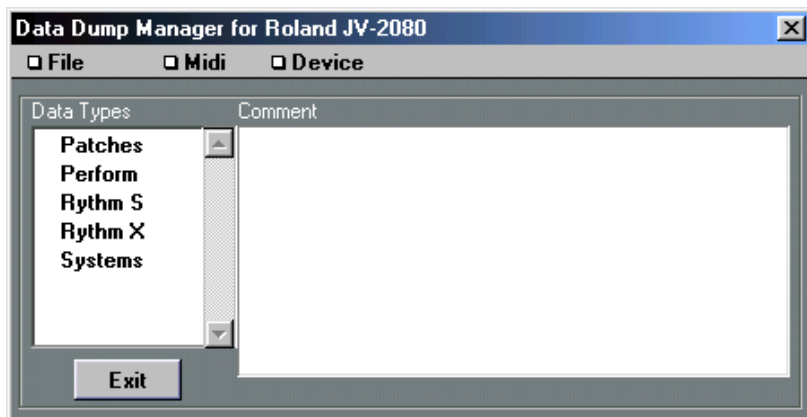 Data Dump Manager for Roland JV-2080
File Midi Device
Data Types Comment
Patches
Perform
Rythm S
Rythm X
Systems
Exit